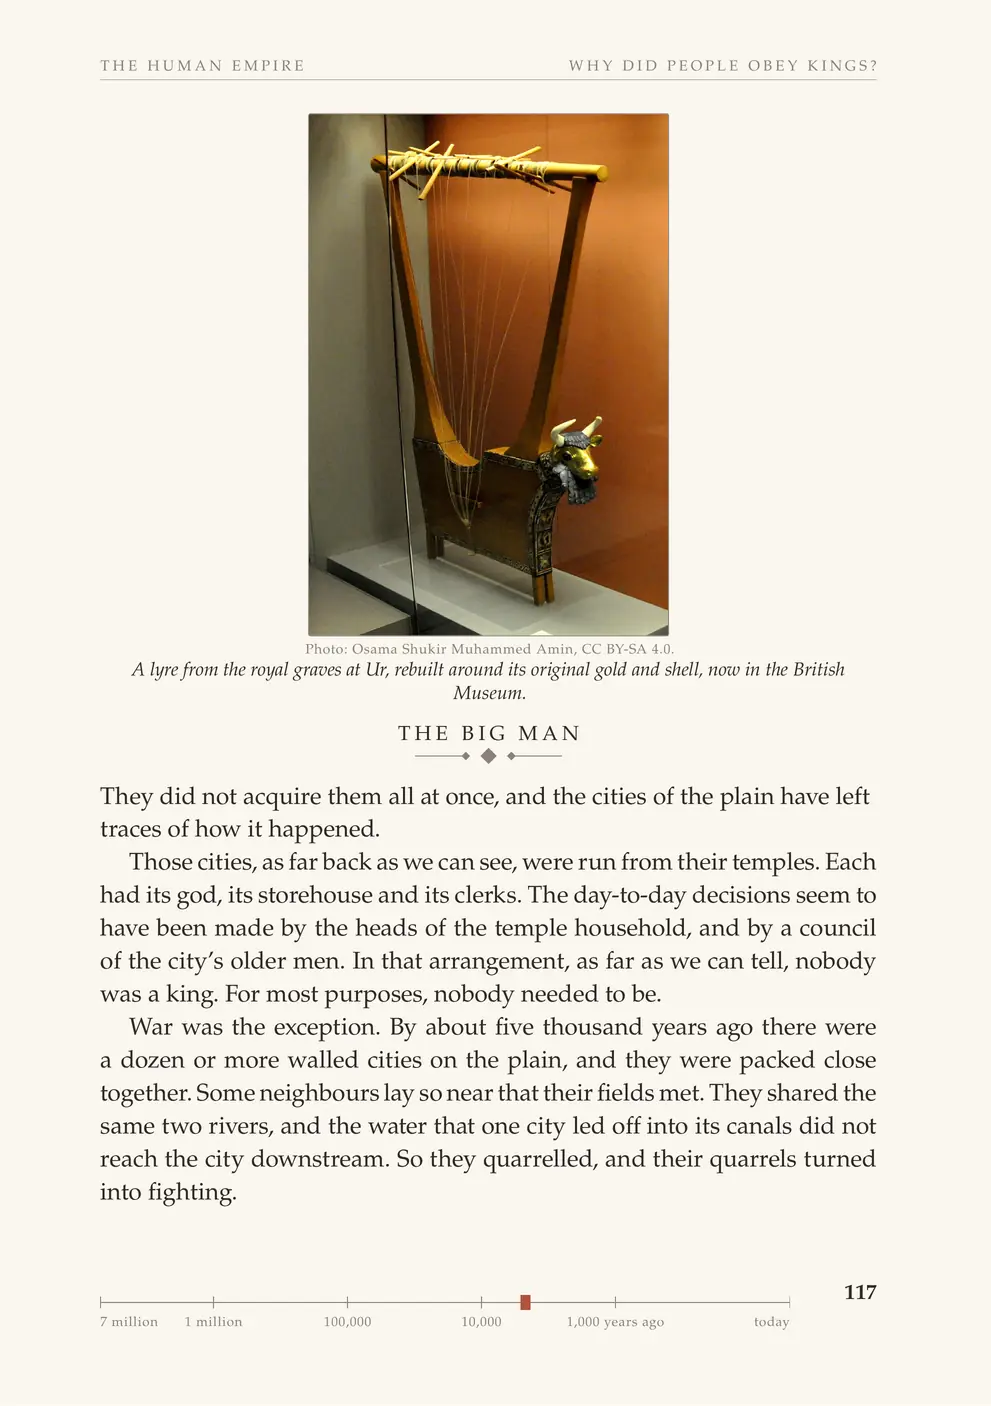 THE HUMAN EMPIRE
WHY DID PEOPLE OBEY KINGS?
Photo: Osama Shukir Muhammed Amin, CC BY-SA 4.0.
A lyre from the royal graves at Ur, rebuilt around its original gold and shell, now in the British
Museum.
THE BIG MAN
They did not acquire them all at once, and the cities of the plain have left
traces of how it happened.
Those cities, as far back as we can see, were run from their temples. Each
had its god, its storehouse and its clerks. The day-to-day decisions seem to
have been made by the heads of the temple household, and by a council
of the city’s older men. In that arrangement, as far as we can tell, nobody
was a king. For most purposes, nobody needed to be.
War was the exception. By about five thousand years ago there were
a dozen or more walled cities on the plain, and they were packed close
together. Some neighbours lay so near that their fields met. They shared the
same two rivers, and the water that one city led off into its canals did not
reach the city downstream. So they quarrelled, and their quarrels turned
into fighting.
117
7 million 1 million 100,000 10,000 1,000 years ago today